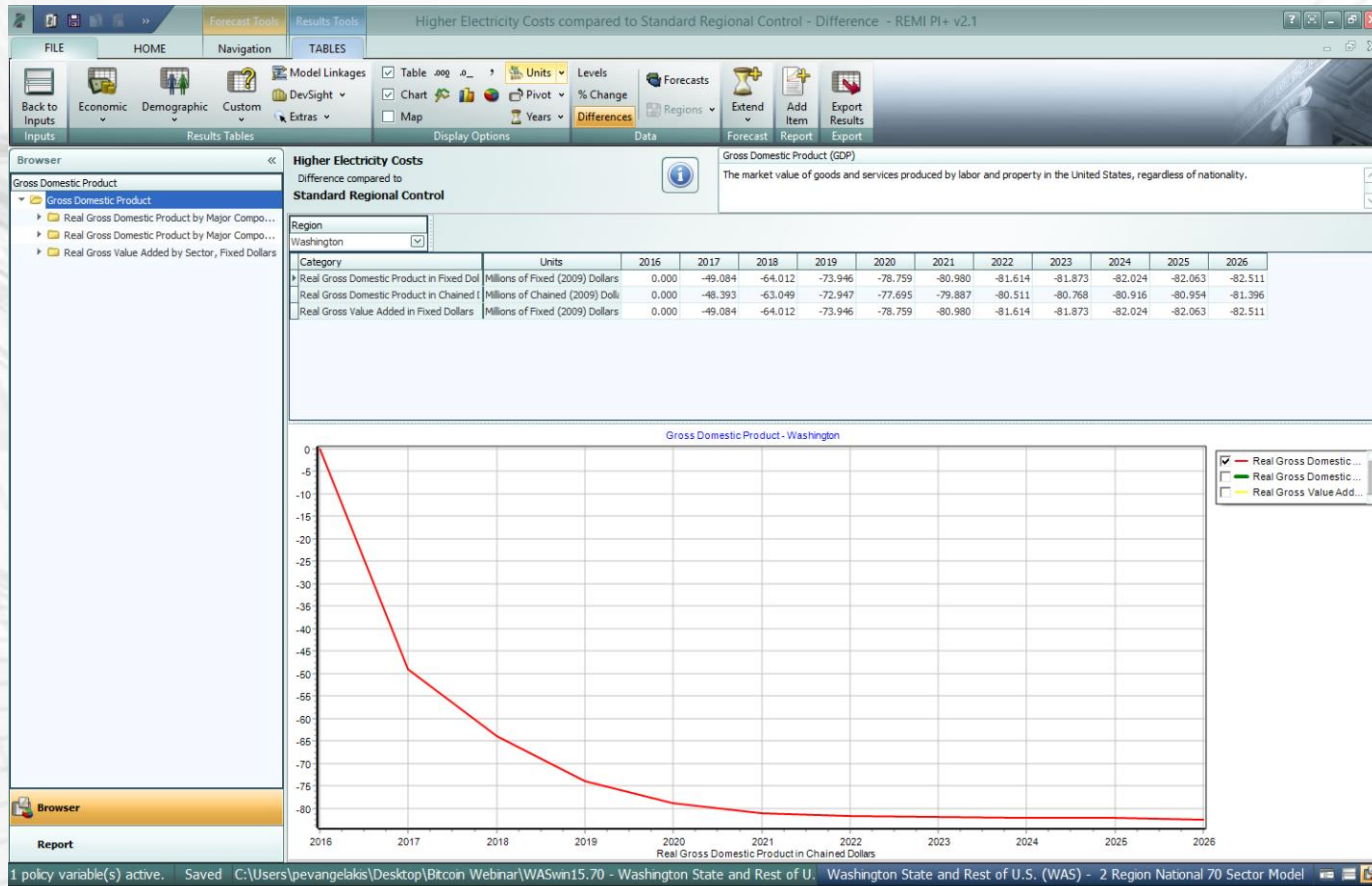 Forecast Tools Results Tools Higher Electricity Costs compared to Standard Regional Control - Difference - REMI PI+ v2.1
FILE HOME Navigation TABLES
Model Linkages Table .000 .0_ , Units Levels Forecasts
Back to Inputs Economic Demographic Custom DevSight Chart Pivot % Change Regions Extend Add Item Export Results
Extras Map Years Differences
Inputs Results Tables Display Options Data Forecast Report Export
Browser «
Gross Domestic Product
Gross Domestic Product
Real Gross Domestic Product by Major Compo...
Real Gross Domestic Product by Major Compo...
Real Gross Value Added by Sector, Fixed Dollars
Higher Electricity Costs
Difference compared to
Standard Regional Control
Gross Domestic Product (GDP)
The market value of goods and services produced by labor and property in the United States, regardless of nationality.
Region
Washington
Category Units 2016 2017 2018 2019 2020 2021 2022 2023 2024 2025 2026
Real Gross Domestic Product in Fixed Dol Millions of Fixed (2009) Dollars 0.000 -49.084 -64.012 -73.946 -78.759 -80.980 -81.614 -81.873 -82.024 -82.063 -82.511
Real Gross Domestic Product in Chained Millions of Chained (2009) 0.000 -48.393 -63.049 -72.947 -77.695 -79.887 -80.511 -80.768 -80.916 -80.954 -81.396
Real Gross Value Added in Fixed Dollars Millions of Fixed (2009) Dollars 0.000 -49.084 -64.012 -73.946 -78.759 -80.980 -81.614 -81.873 -82.024 -82.063 -82.511
Gross Domestic Product - Washington
0
-5
-10
-15
-20
-25
-30
-35
-40
-45
-50
-55
-60
-65
-70
-75
-80
2016 2017 2018 2019 2020 2021 2022 2023 2024 2025 2026
Real Gross Domestic Product in Chained Dollars
Real Gross Domestic ...
Real Gross Domestic ...
Real Gross Value Add...
Browser
Report
1 policy variable(s) active. Saved C:\Users\pevangelakis\Desktop\Bitcoin Webinar\WASwin15.70 - Washington State and Rest of U. Washington State and Rest of U.S. (WAS) - 2 Region National 70 Sector Model